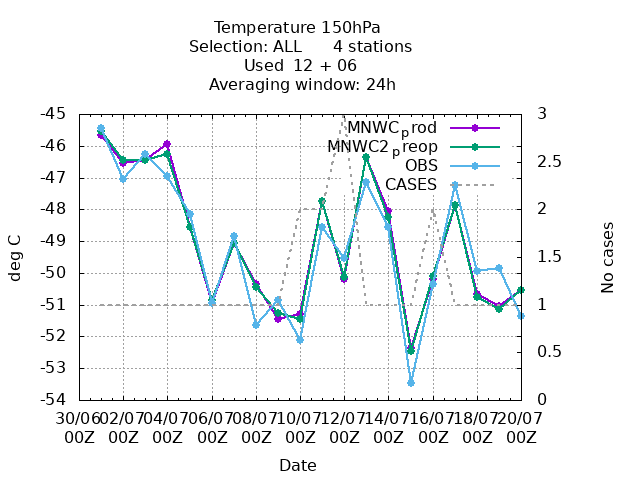 Temperature 150hPa
Selection: ALL 4 stations
Used 12 + 06
Averaging window: 24h
MNWC_prod
MNWC2_preop
OBS
CASES
-45
-46
-47
-48
-49
-50
-51
-52
-53
-54
3
2.5
2
1.5
1
0.5
0
deg C
No cases
30/06 02/07 04/07 06/07 08/07 10/07 12/07 14/07 16/07 18/07 20/07
00Z 00Z 00Z 00Z 00Z 00Z 00Z 00Z 00Z 00Z 00Z
Date